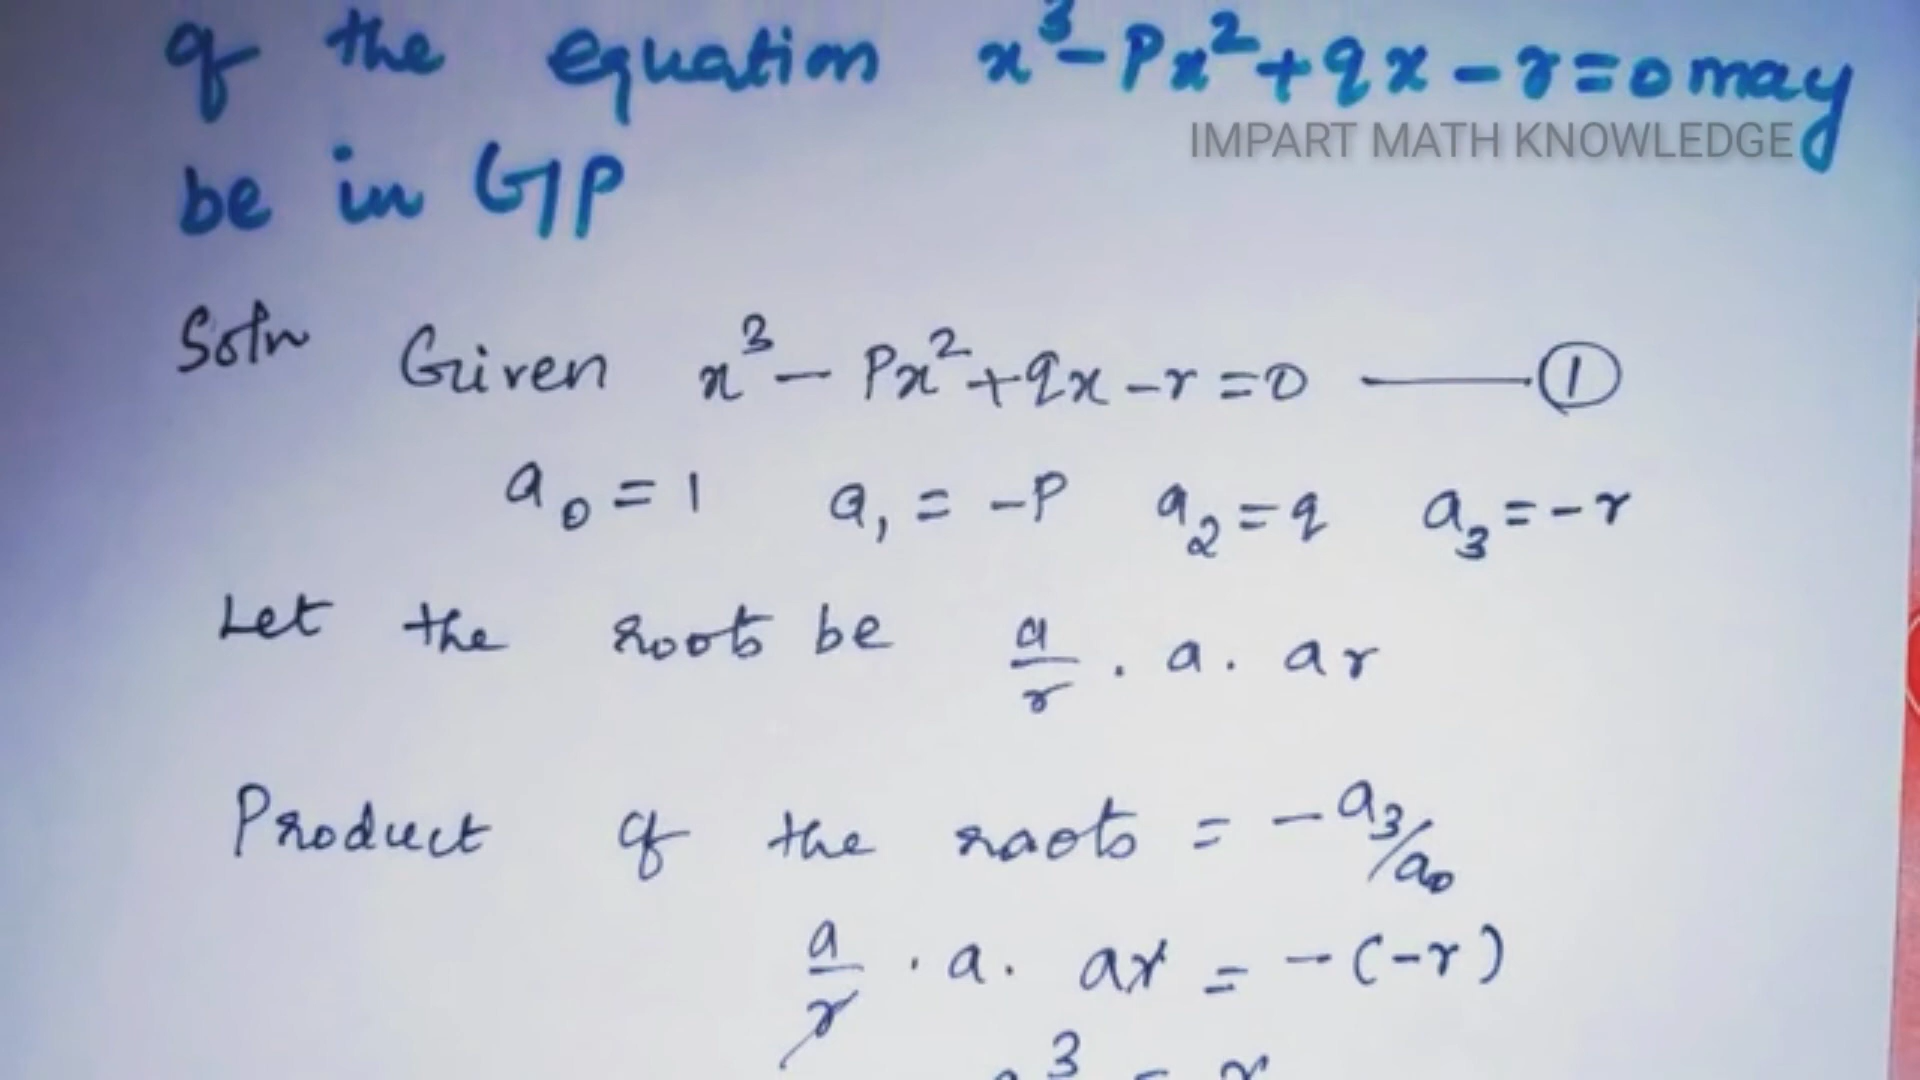 of the equation x³-Px²+qx-r=0 may
IMPART MATH KNOWLEDGE
be in GP
Soln Given x³- Px²+qx-r=0 —— ①
a₀=1 a₁=-P a₂=q a₃=-r
Let the roots be a/r . a . ar
Product of the roots = -a₃/a₀
a/r . a . ar = -(-r)
a³ = r